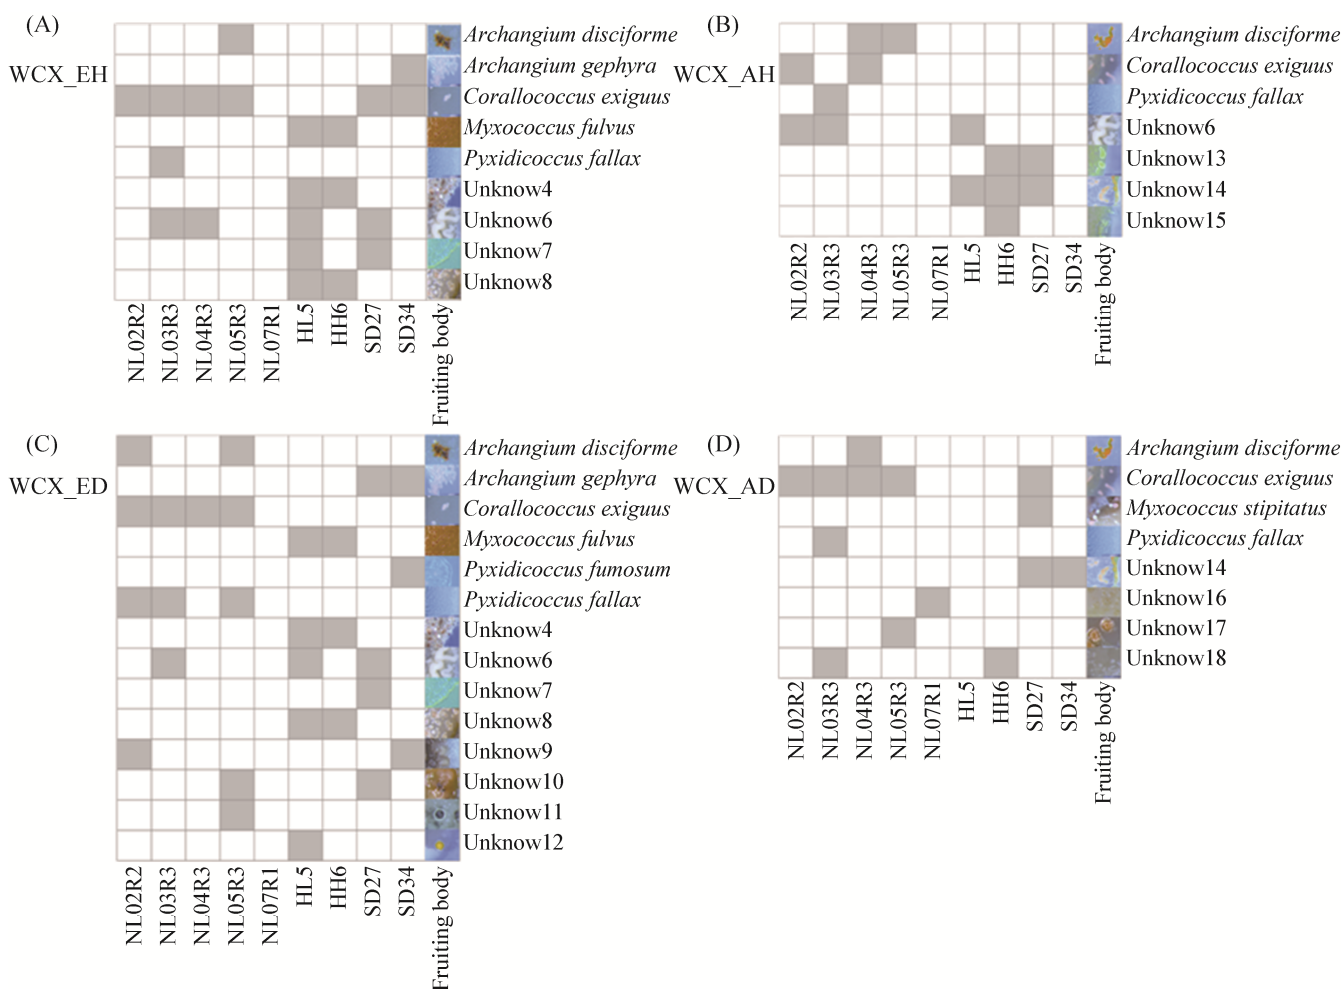 (A)
WCX_EH
Archangium disciforme
Archangium gephyra
Corallococcus exiguus
Myxococcus fulvus
Pyxidicoccus fallax
Unknow4
Unknow6
Unknow7
Unknow8
NL02R2
NL03R3
NL04R3
NL05R3
NL07R1
HL5
HH6
SD27
SD34
Fruiting body
(B)
WCX_AH
Archangium disciforme
Corallococcus exiguus
Pyxidicoccus fallax
Unknow6
Unknow13
Unknow14
Unknow15
NL02R2
NL03R3
NL04R3
NL05R3
NL07R1
HL5
HH6
SD27
SD34
Fruiting body
(C)
WCX_ED
Archangium disciforme
Archangium gephyra
Corallococcus exiguus
Myxococcus fulvus
Pyxidicoccus fumosum
Pyxidicoccus fallax
Unknow4
Unknow6
Unknow7
Unknow8
Unknow9
Unknow10
Unknow11
Unknow12
NL02R2
NL03R3
NL04R3
NL05R3
NL07R1
HL5
HH6
SD27
SD34
Fruiting body
(D)
WCX_AD
Archangium disciforme
Corallococcus exiguus
Myxococcus stipitatus
Pyxidicoccus fallax
Unknow14
Unknow16
Unknow17
Unknow18
NL02R2
NL03R3
NL04R3
NL05R3
NL07R1
HL5
HH6
SD27
SD34
Fruiting body